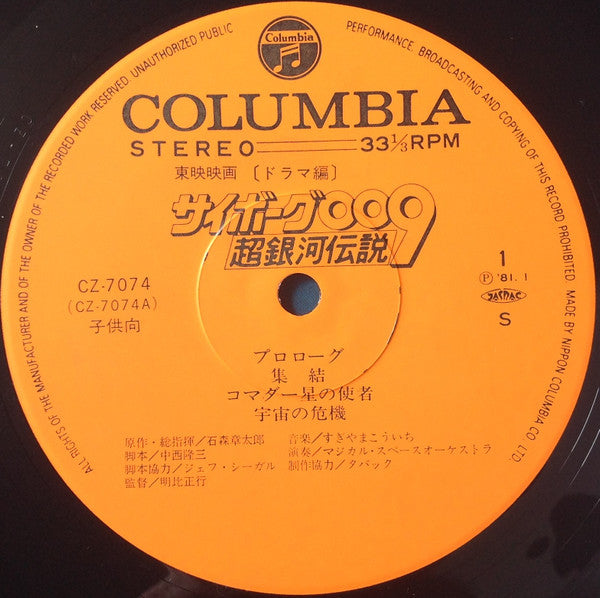 ALL RIGHTS OF THE MANUFACTURER AND OF THE OWNER OF THE RECORDED WORK RESERVED. UNAUTHORIZED PUBLIC PERFORMANCE, BROADCASTING AND COPYING OF THIS RECORD PROHIBITED. MADE BY NIPPON COLUMBIA CO. LTD.
Columbia
COLUMBIA
STEREO 33⅓RPM
東映映画 〔ドラマ編〕
サイボーグ009
超銀河伝説
CZ-7074
(CZ-7074A)
子供向
1
Ⓟ '81. 1
JASRAC
S
プロローグ
集 結
コマダー星の使者
宇宙の危機
原作・総指揮/石森章太郎 音楽/すぎやまこういち
脚本/中西隆三 演奏/マジカル・スペースオーケストラ
脚本協力/ジェフ・シーガル 制作協力/タバック
監督/明比正行